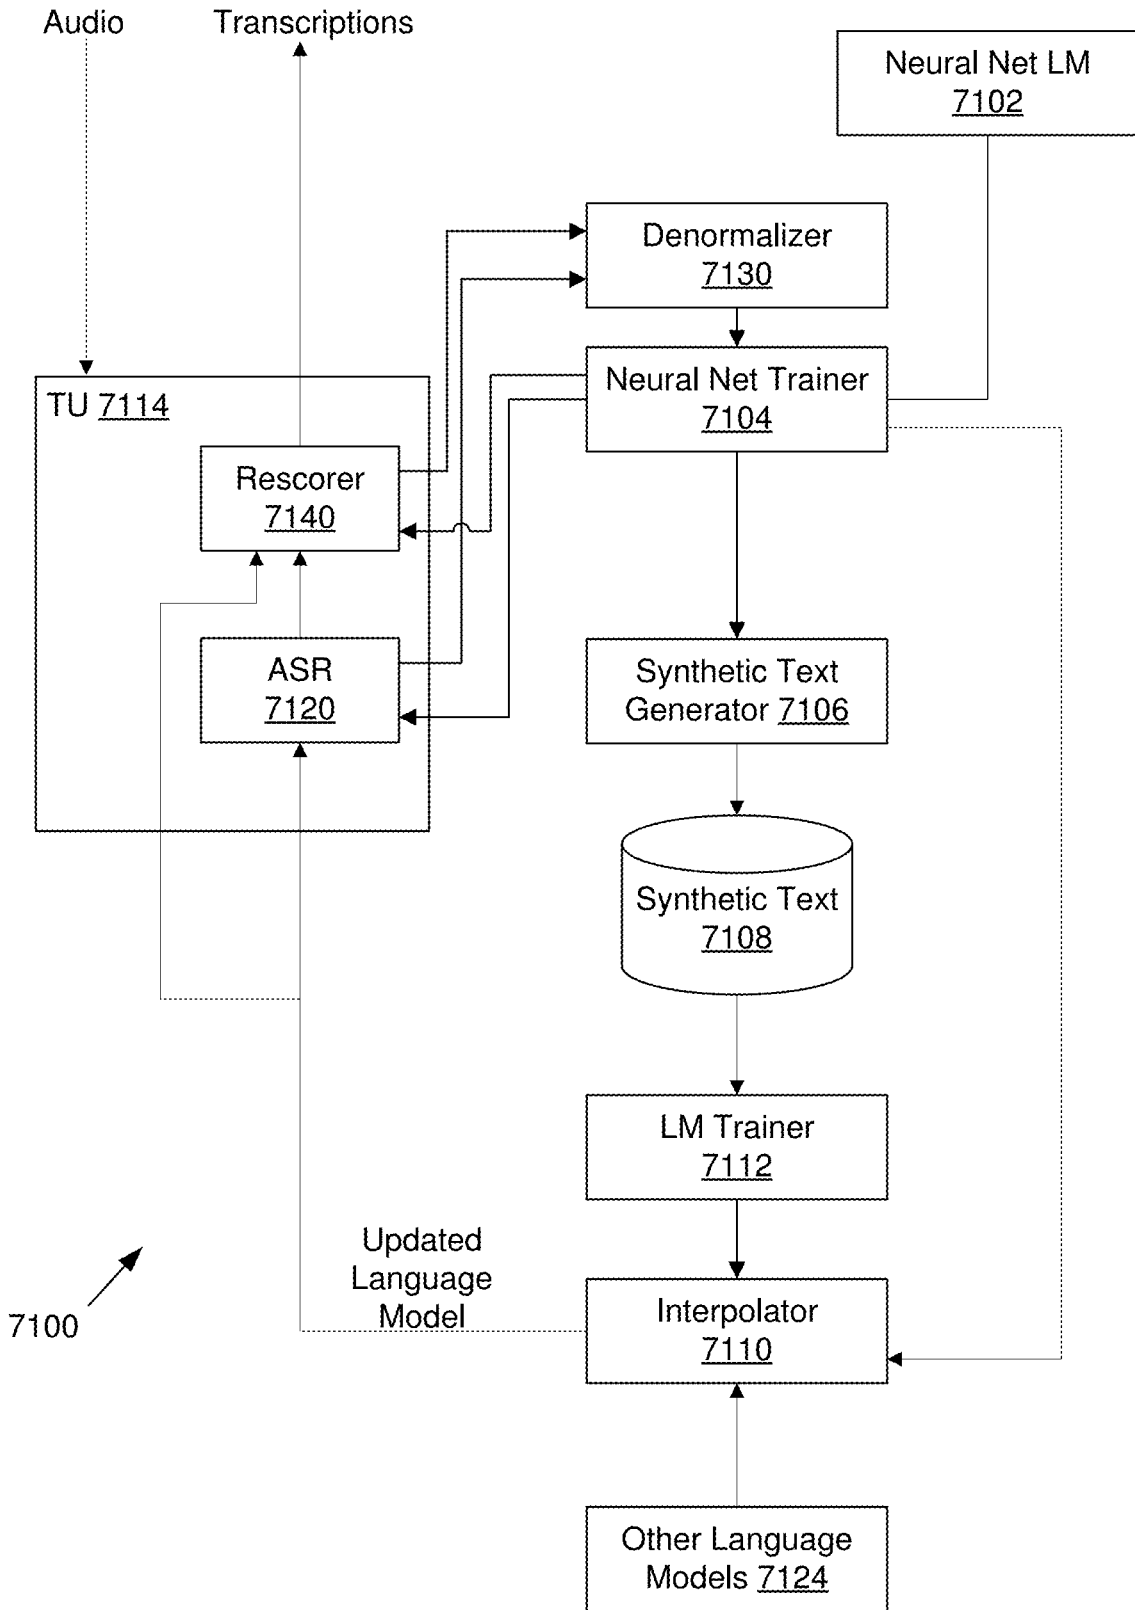 Audio
Transcriptions
Neural Net LM
7102
Denormalizer
7130
Neural Net Trainer
7104
TU 7114
Rescorer
7140
ASR
7120
Synthetic Text
Generator 7106
Synthetic Text
7108
LM Trainer
7112
Updated
Language
Model
Interpolator
7110
7100
Other Language
Models 7124